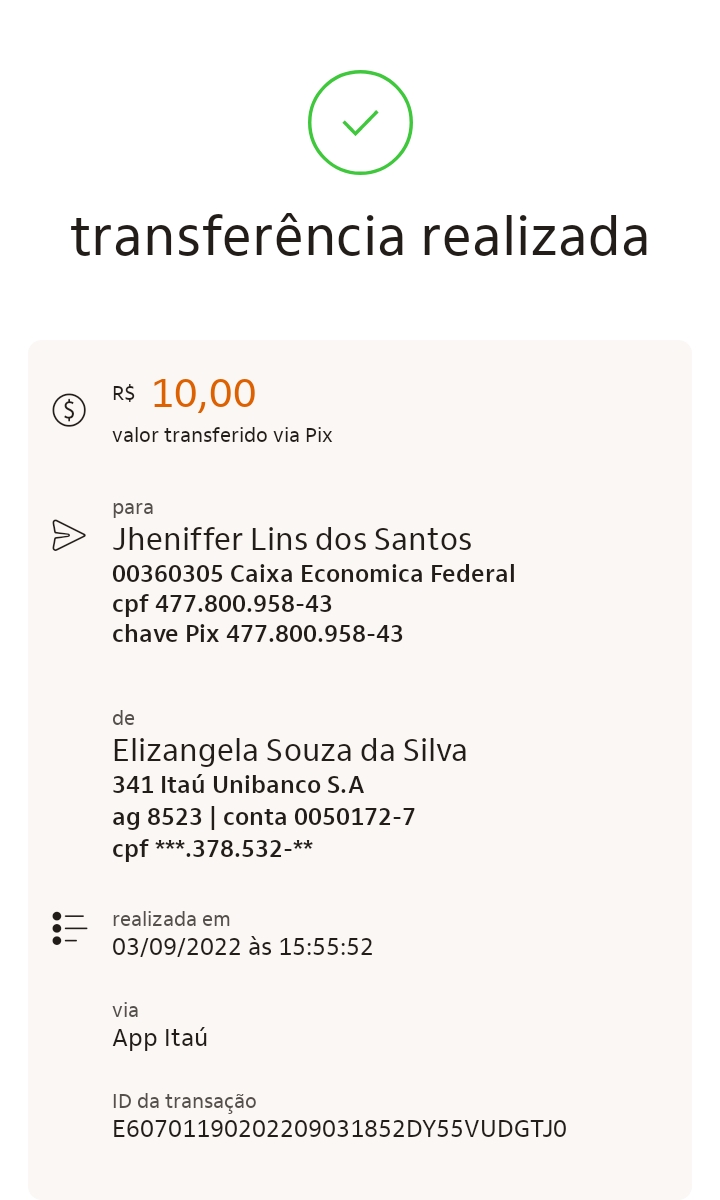 transferência realizada
R$ 10,00
valor transferido via Pix
para
Jheniffer Lins dos Santos
00360305 Caixa Economica Federal
cpf 477.800.958-43
chave Pix 477.800.958-43
de
Elizangela Souza da Silva
341 Itaú Unibanco S.A
ag 8523 | conta 0050172-7
cpf ***.378.532-**
realizada em
03/09/2022 às 15:55:52
via
App Itaú
ID da transação
E60701190202209031852DY55VUDGTJ0